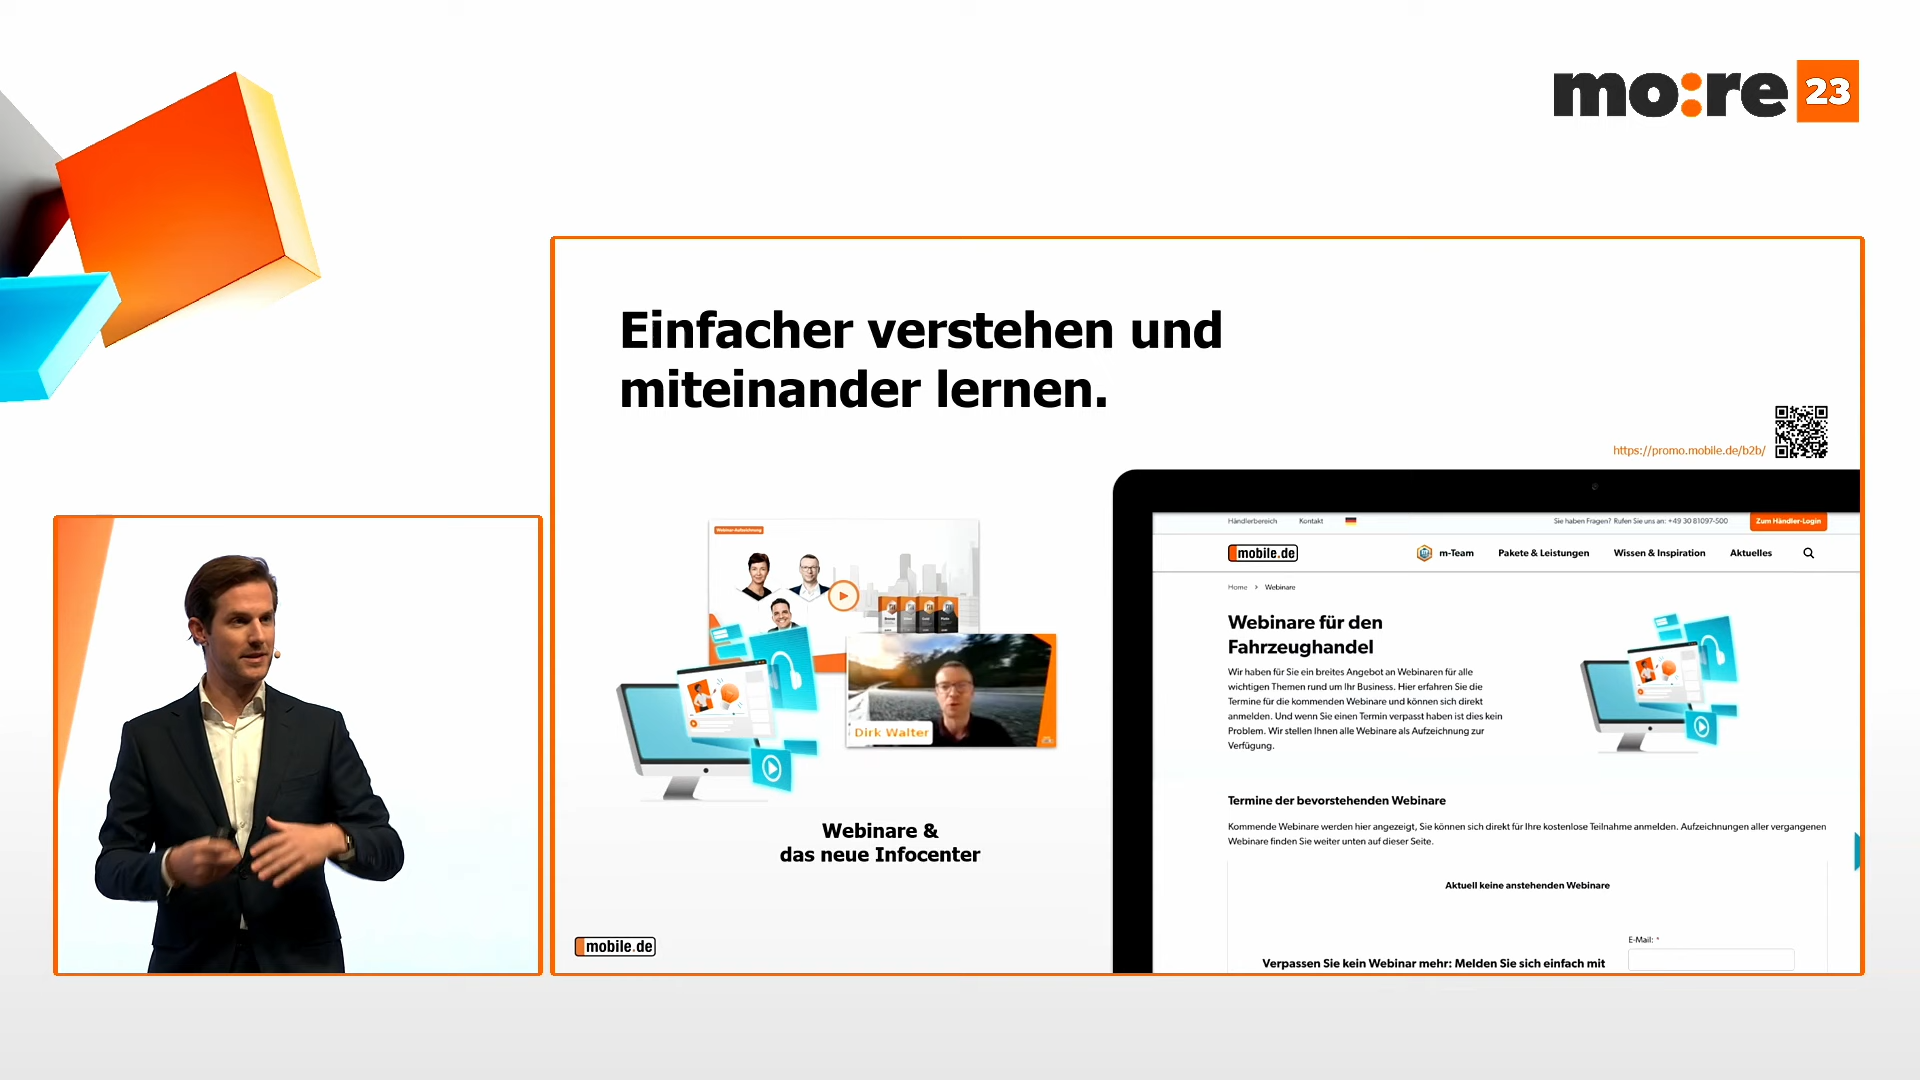 mo:re 23
Einfacher verstehen und
miteinander lernen.
https://promo.mobile.de/b2b/
Webinar-Aufzeichnung
Dirk Walter
Webinare &
das neue Infocenter
mobile.de
Händlerbereich Kontakt Sie haben Fragen? Rufen Sie uns an: +49 30 81097-500 Zum Händler-Login
mobile.de m-Team Pakete & Leistungen Wissen & Inspiration Aktuelles
Home > Webinare
Webinare für den
Fahrzeughandel
Wir haben für Sie ein breites Angebot an Webinaren für alle
wichtigen Themen rund um Ihr Business. Hier erfahren Sie die
Termine für die kommenden Webinare und können sich direkt
anmelden. Und wenn Sie einen Termin verpasst haben ist dies kein
Problem. Wir stellen Ihnen alle Webinare als Aufzeichnung zur
Verfügung.
Termine der bevorstehenden Webinare
Kommende Webinare werden hier angezeigt, Sie können sich direkt für Ihre kostenlose Teilnahme anmelden. Aufzeichnungen aller vergangenen
Webinare finden Sie weiter unten auf dieser Seite.
Aktuell keine anstehenden Webinare
E-Mail: *
Verpassen Sie kein Webinar mehr: Melden Sie sich einfach mit